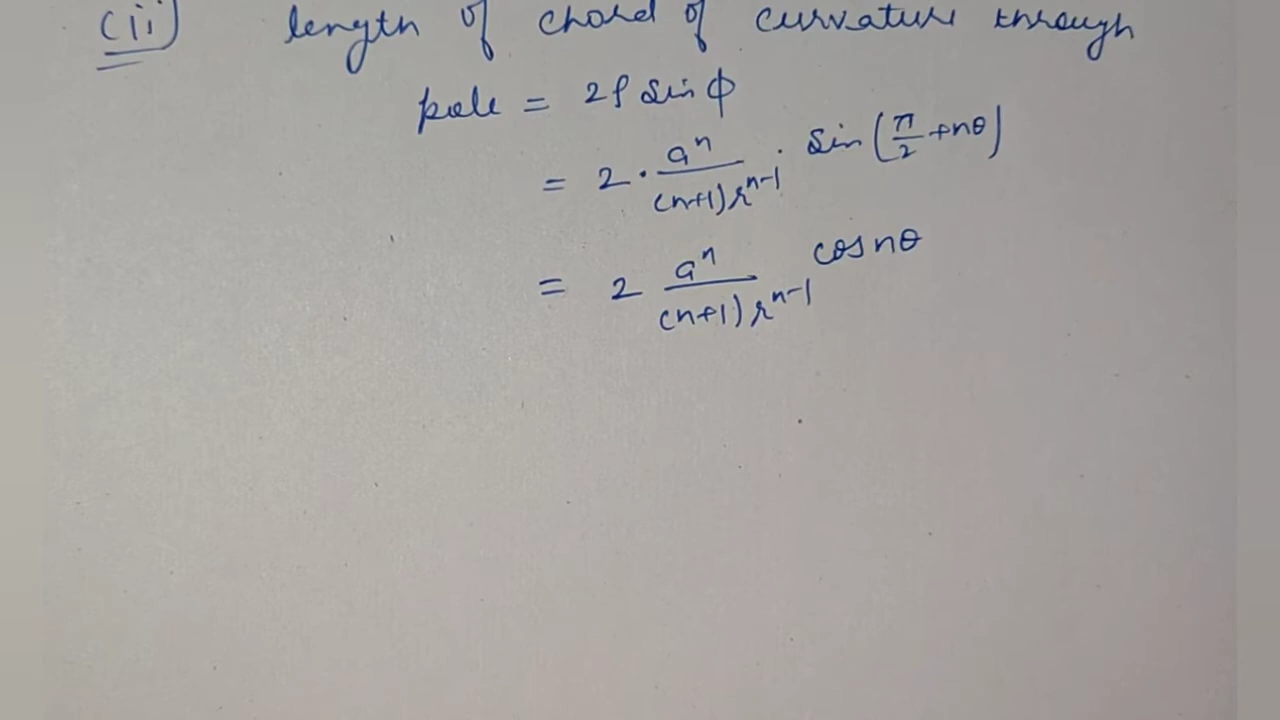 (ii) length of chord of curvature through
pole = 2ρ sin φ
= 2 · aⁿ/(n+1)rⁿ⁻¹ · sin(π/2 + nθ)
= 2 aⁿ/(n+1)rⁿ⁻¹ cos nθ